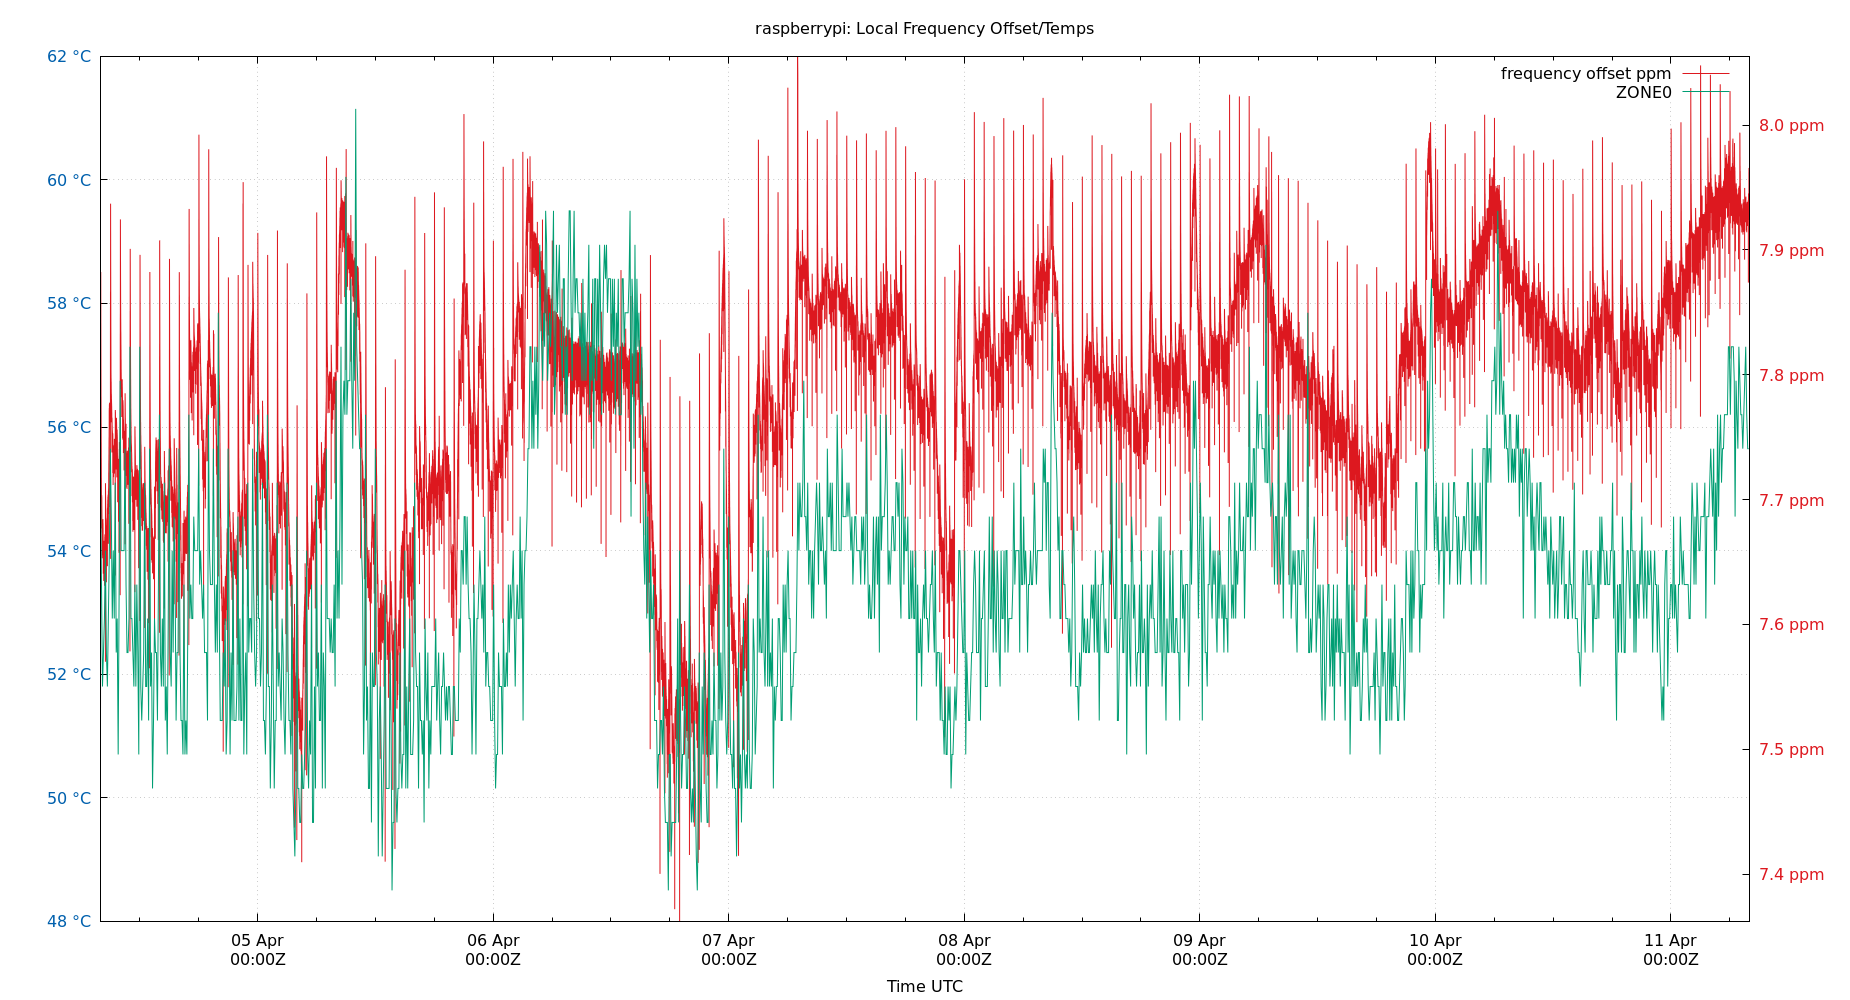 raspberrypi: Local Frequency Offset/Temps
62 °C
60 °C
58 °C
56 °C
54 °C
52 °C
50 °C
48 °C
frequency offset ppm
ZONE0
8.0 ppm
7.9 ppm
7.8 ppm
7.7 ppm
7.6 ppm
7.5 ppm
7.4 ppm
05 Apr
00:00Z
06 Apr
00:00Z
07 Apr
00:00Z
08 Apr
00:00Z
09 Apr
00:00Z
10 Apr
00:00Z
11 Apr
00:00Z
Time UTC